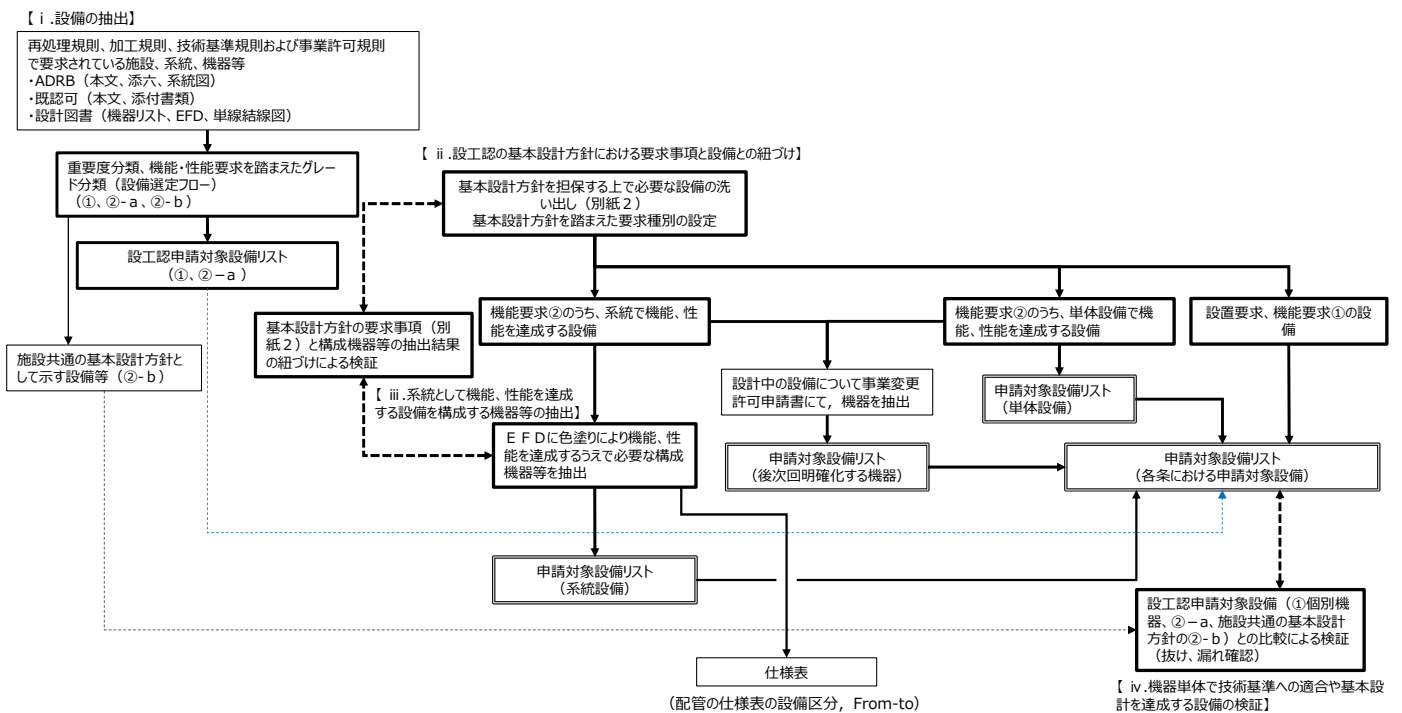 【ⅰ.設備の抽出】
再処理規則、加工規則、技術基準規則および事業許可規則
で要求されている施設、系統、機器等
・ADRB（本文、添六、系統図）
・既認可（本文、添付書類）
・設計図書（機器リスト、EFD、単線結線図）
重要度分類、機能・性能要求を踏まえたグレー
ド分類（設備選定フロー）
（①、②-a、②-b）
設工認申請対象設備リスト
（①、②－a ）
施設共通の基本設計方針と
して示す設備等（②-b）
【 ⅱ.設工認の基本設計方針における要求事項と設備との紐づけ】
基本設計方針を担保する上で必要な設備の洗
い出し（別紙２）
基本設計方針を踏まえた要求種別の設定
基本設計方針の要求事項（別
紙２）と構成機器等の抽出結果
の紐づけによる検証
機能要求②のうち、系統で機能、性
能を達成する設備
機能要求②のうち、単体設備で機
能、性能を達成する設備
設置要求、機能要求①の設
備
【 ⅲ.系統として機能、性能を達成
する設備を構成する機器等の抽出】
設計中の設備について事業変更
許可申請書にて，機器を抽出
申請対象設備リスト
（単体設備）
ＥＦＤに色塗りにより機能、性
能を達成するうえで必要な構成
機器等を抽出
申請対象設備リスト
（後次回明確化する機器）
申請対象設備リスト
（各条における申請対象設備）
申請対象設備リスト
（系統設備）
設工認申請対象設備（①個別機
器、②－a、施設共通の基本設計
方針の②-ｂ）との比較による検証
（抜け、漏れ確認）
仕様表
（配管の仕様表の設備区分，From-to）
【 ⅳ.機器単体で技術基準への適合や基本設
計を達成する設備の検証】